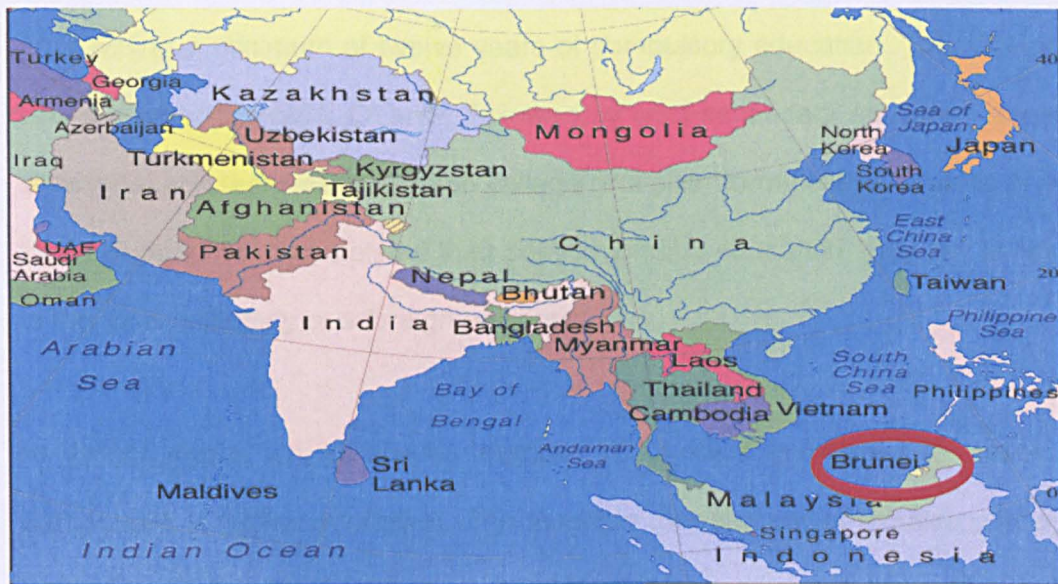 Turkey
Georgia
Armenia
Azerbaijan
Kazakhstan
Uzbekistan
Turkmenistan
Kyrgyzstan
Tajikistan
Iraq
Iran
Afghanistan
Pakistan
UAE
Saudi
Arabia
Oman
Mongolia
North
Korea
South
Korea
Sea of
Japan
Japan
40
China
East
China
Sea
Nepal
Bhutan
India
Bangladesh
Myanmar
Taiwan
20
Philippine
Sea
Arabian
Sea
Bay of
Bengal
Laos
Thailand
Cambodia
Vietnam
South
China
Sea
Philippines
Andaman
Sea
Sri
Lanka
Maldives
Brunei
Malaysia
Singapore
Indonesia
0
Indian Ocean